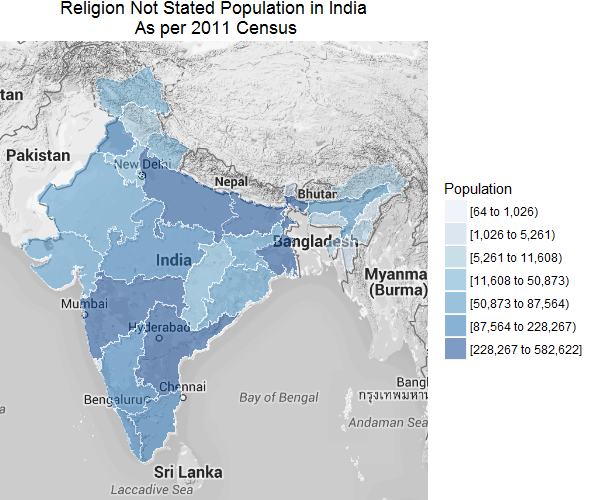 Religion Not Stated Population in India
As per 2011 Census
tan
Pakistan
New Delhi
Nepal
Bhutan
India
Bangladesh
Myanma
(Burma)
Mumbai
Hyderabad
Bengaluru
Chennai
Bay of Bengal
Bangl
กรุงเทพมหาน
Andaman Sea
a
Sri Lanka
Laccadive Sea
Population
[64 to 1,026)
[1,026 to 5,261)
[5,261 to 11,608)
[11,608 to 50,873)
[50,873 to 87,564)
[87,564 to 228,267)
[228,267 to 582,622]